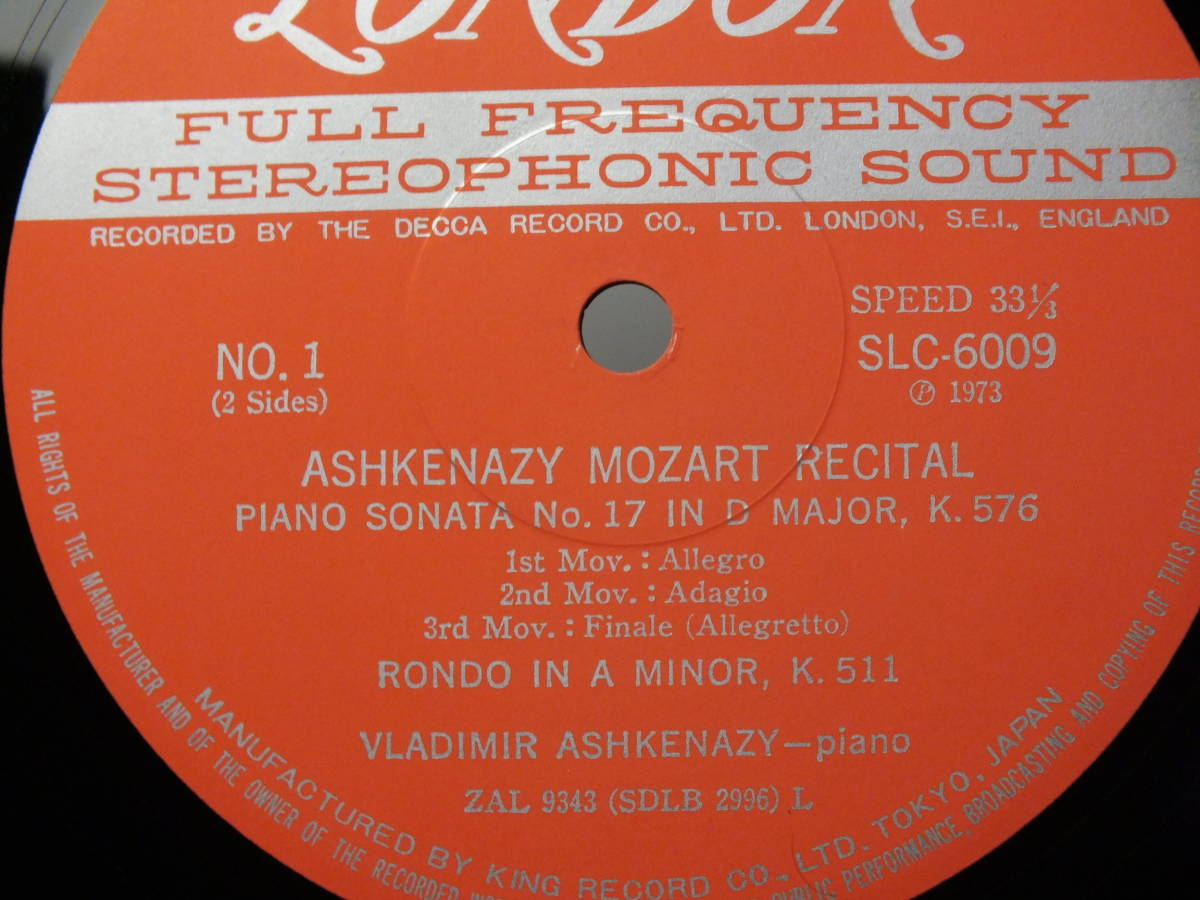 LONDON
FULL FREQUENCY
STEREOPHONIC SOUND
RECORDED BY THE DECCA RECORD CO., LTD. LONDON, S.E.I., ENGLAND
SPEED 33⅓
NO. 1
SLC-6009
(2 Sides)
Ⓟ 1973
ASHKENAZY MOZART RECITAL
PIANO SONATA No. 17 IN D MAJOR, K. 576
1st Mov. : Allegro
2nd Mov. : Adagio
3rd Mov. : Finale (Allegretto)
RONDO IN A MINOR, K. 511
VLADIMIR ASHKENAZY—piano
ZAL 9343 (SDLB 2996) L
MANUFACTURED BY KING RECORD CO., LTD. TOKYO, JAPAN
ALL RIGHTS OF THE MANUFACTURER AND OF THE OWNER OF THE RECORDED PUBLIC PERFORMANCE, BROADCASTING AND COPYING OF THIS RECORD